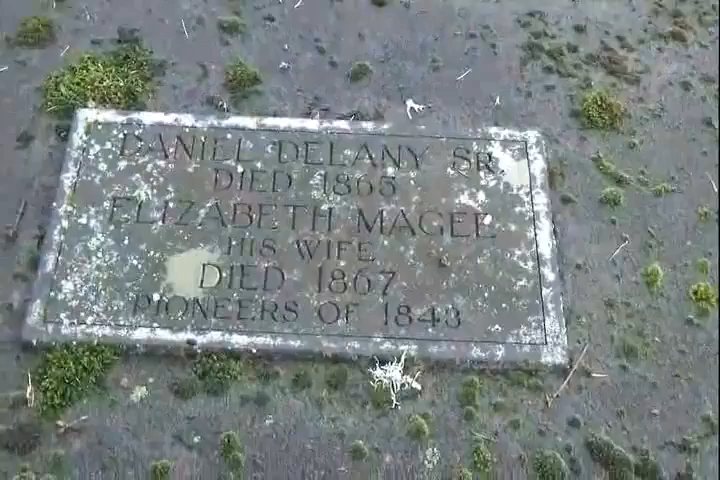 DANIEL DELANY SR.
DIED 1865
ELIZABETH MAGEE
HIS WIFE
DIED 1867
PIONEERS OF 1843